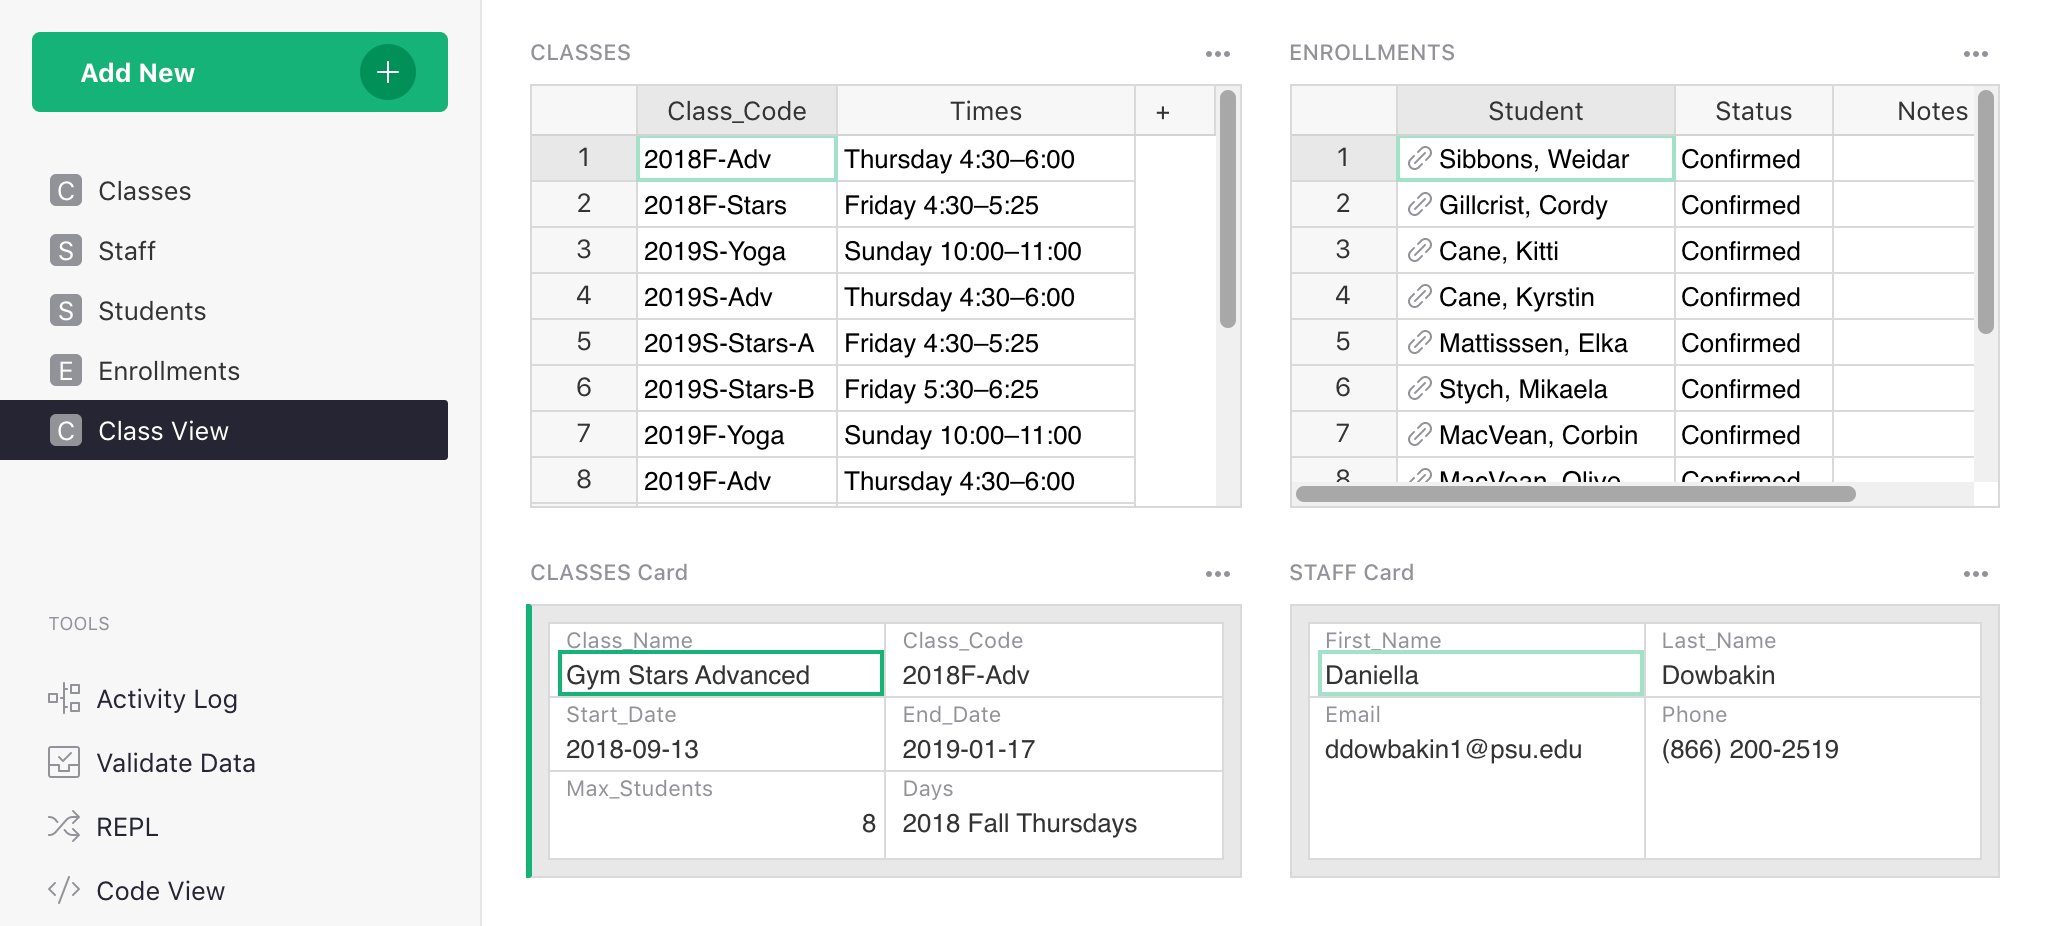 Add New
+
C Classes
S Staff
S Students
E Enrollments
C Class View
TOOLS
Activity Log
Validate Data
REPL
</> Code View
CLASSES
Class_Code Times +
1 2018F-Adv Thursday 4:30–6:00
2 2018F-Stars Friday 4:30–5:25
3 2019S-Yoga Sunday 10:00–11:00
4 2019S-Adv Thursday 4:30–6:00
5 2019S-Stars-A Friday 4:30–5:25
6 2019S-Stars-B Friday 5:30–6:25
7 2019F-Yoga Sunday 10:00–11:00
8 2019F-Adv Thursday 4:30–6:00
ENROLLMENTS
Student Status Notes
1 Sibbons, Weidar Confirmed
2 Gillcrist, Cordy Confirmed
3 Cane, Kitti Confirmed
4 Cane, Kyrstin Confirmed
5 Mattisssen, Elka Confirmed
6 Stych, Mikaela Confirmed
7 MacVean, Corbin Confirmed
8 MacVean, Olive Confirmed
CLASSES Card
Class_Name Class_Code
Gym Stars Advanced 2018F-Adv
Start_Date End_Date
2018-09-13 2019-01-17
Max_Students Days
8 2018 Fall Thursdays
STAFF Card
First_Name Last_Name
Daniella Dowbakin
Email Phone
ddowbakin1@psu.edu (866) 200-2519